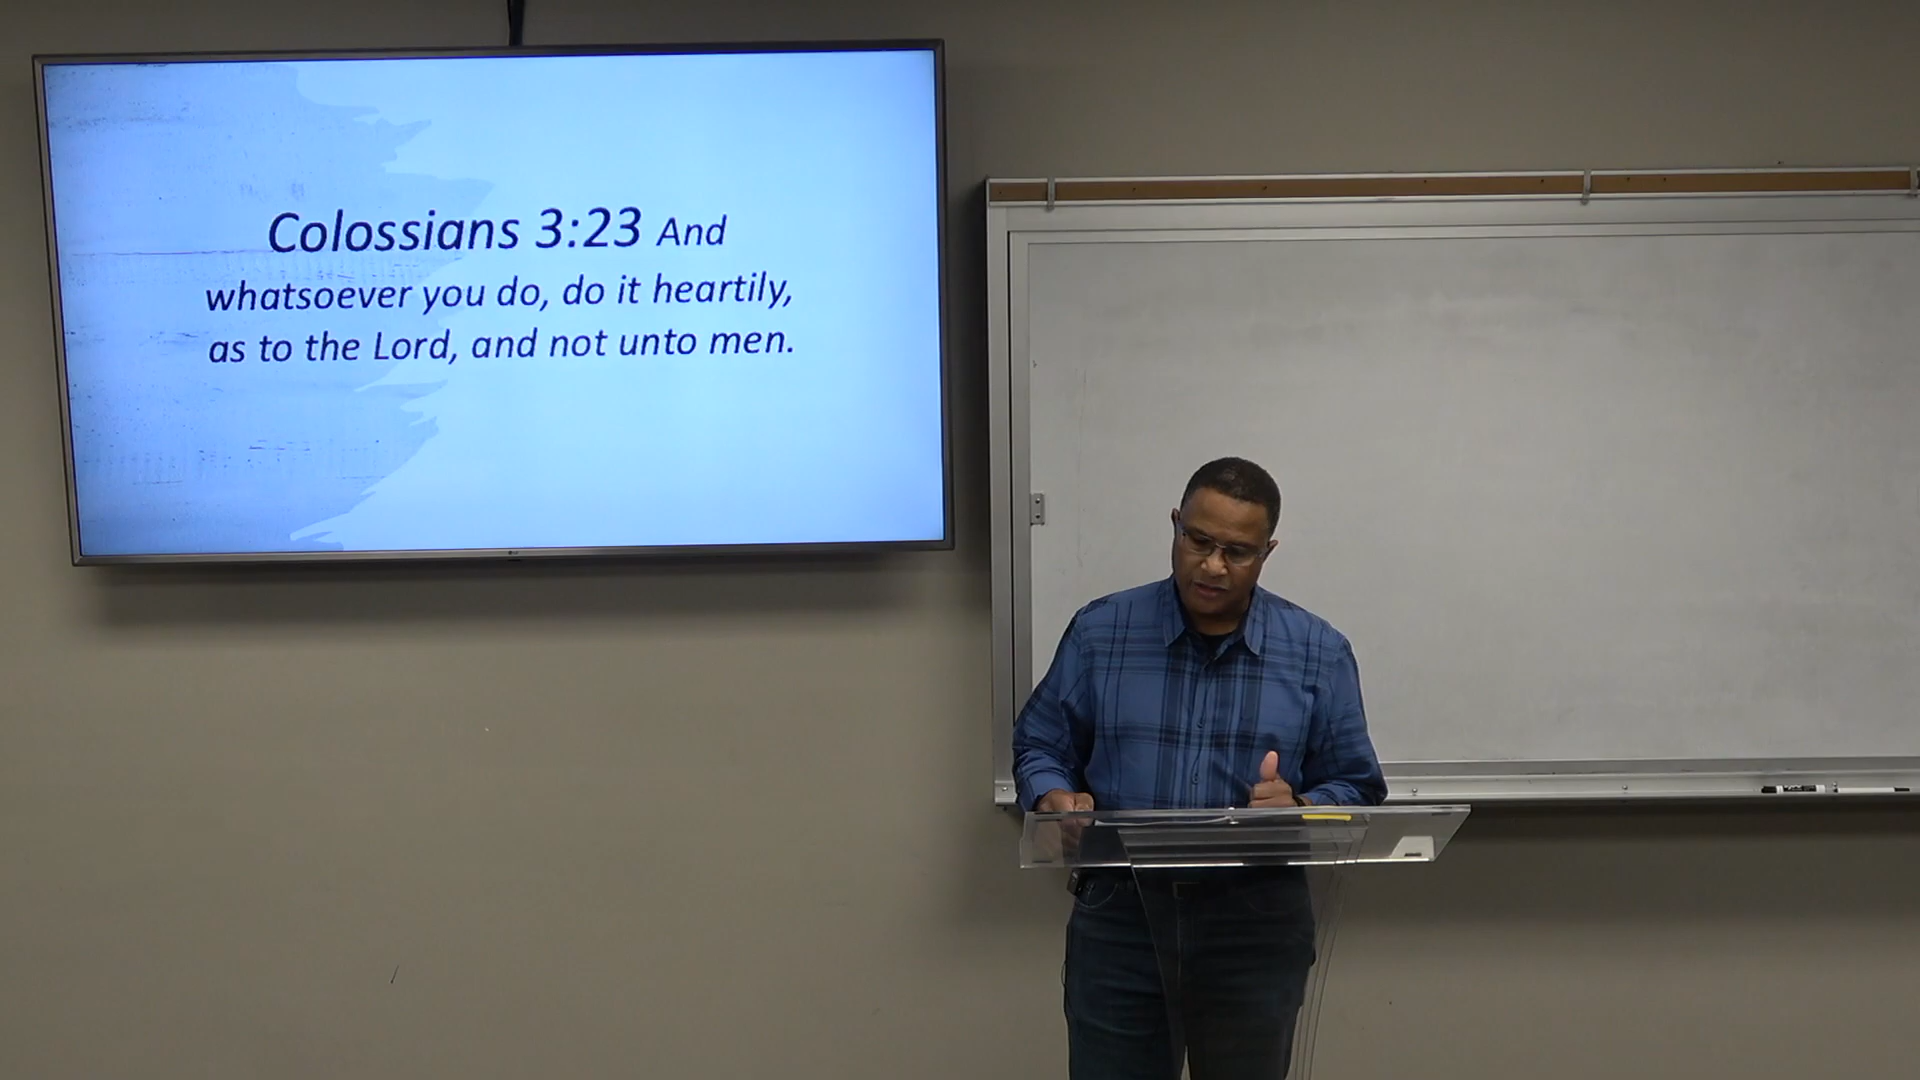 Colossians 3:23 And
whatsoever you do, do it heartily,
as to the Lord, and not unto men.